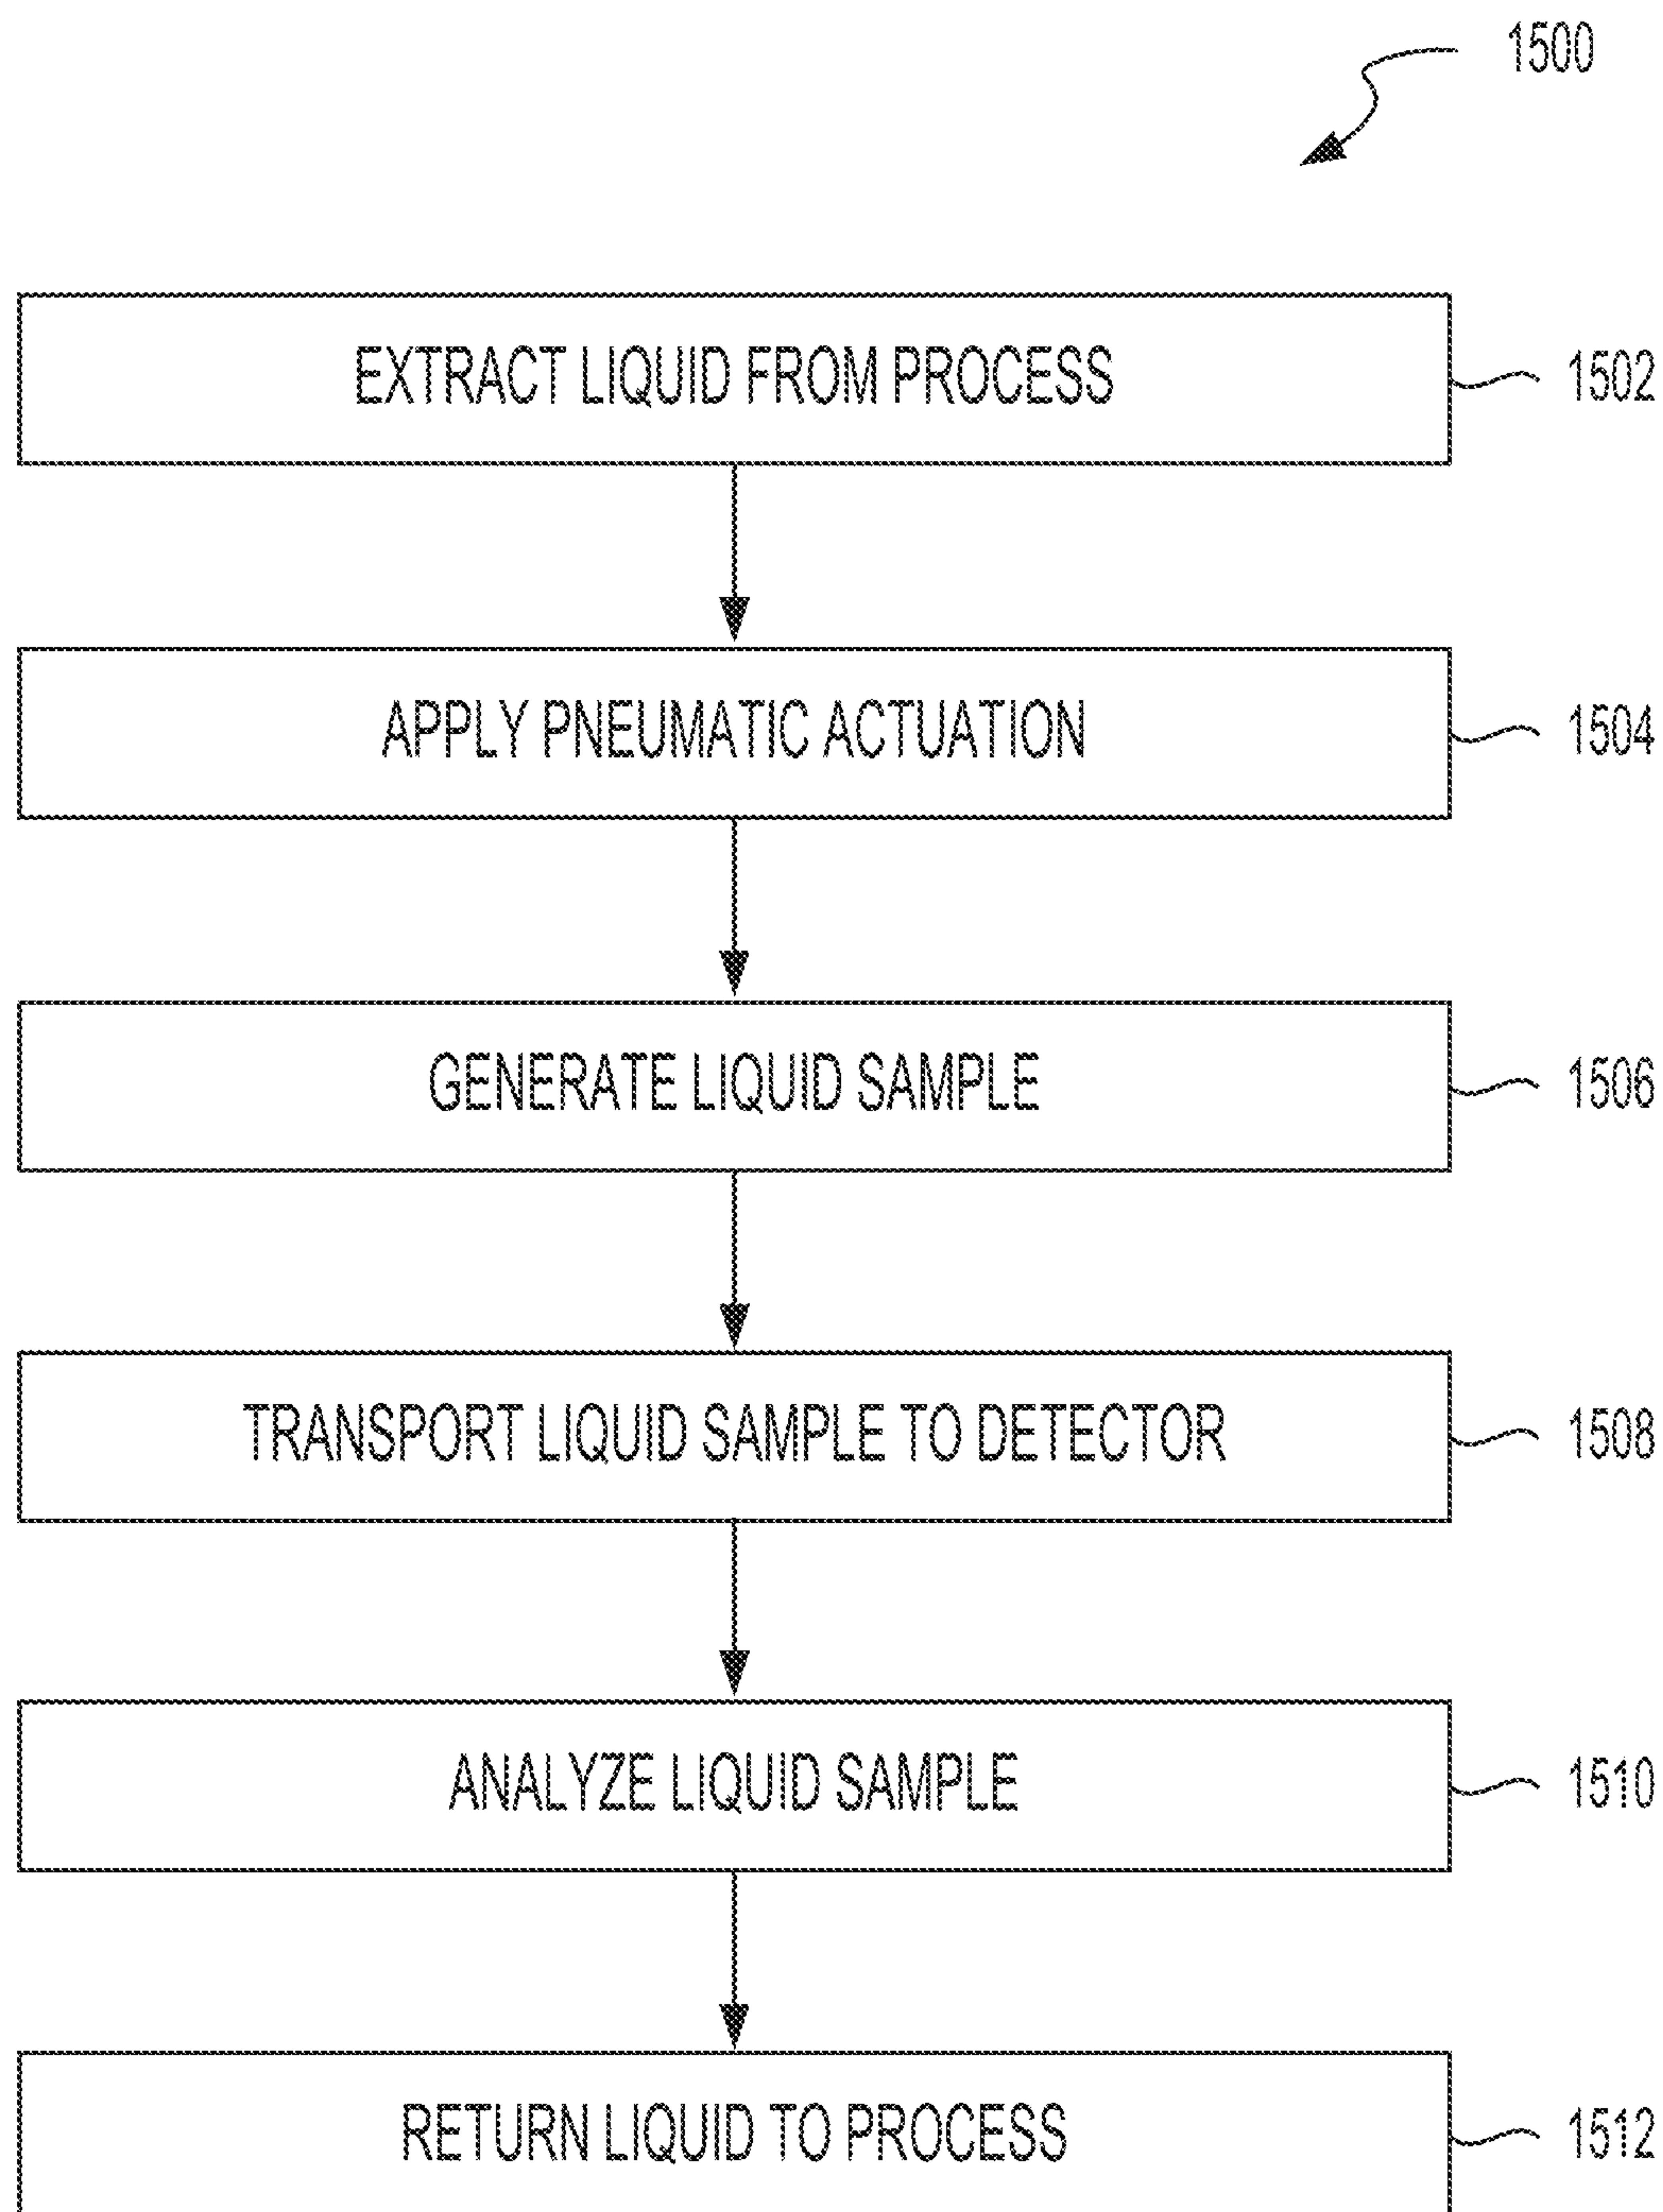 1500
EXTRACT LIQUID FROM PROCESS
1502
APPLY PNEUMATIC ACTUATION
1504
GENERATE LIQUID SAMPLE
1506
TRANSPORT LIQUID SAMPLE TO DETECTOR
1508
ANALYZE LIQUID SAMPLE
1510
RETURN LIQUID TO PROCESS
1512